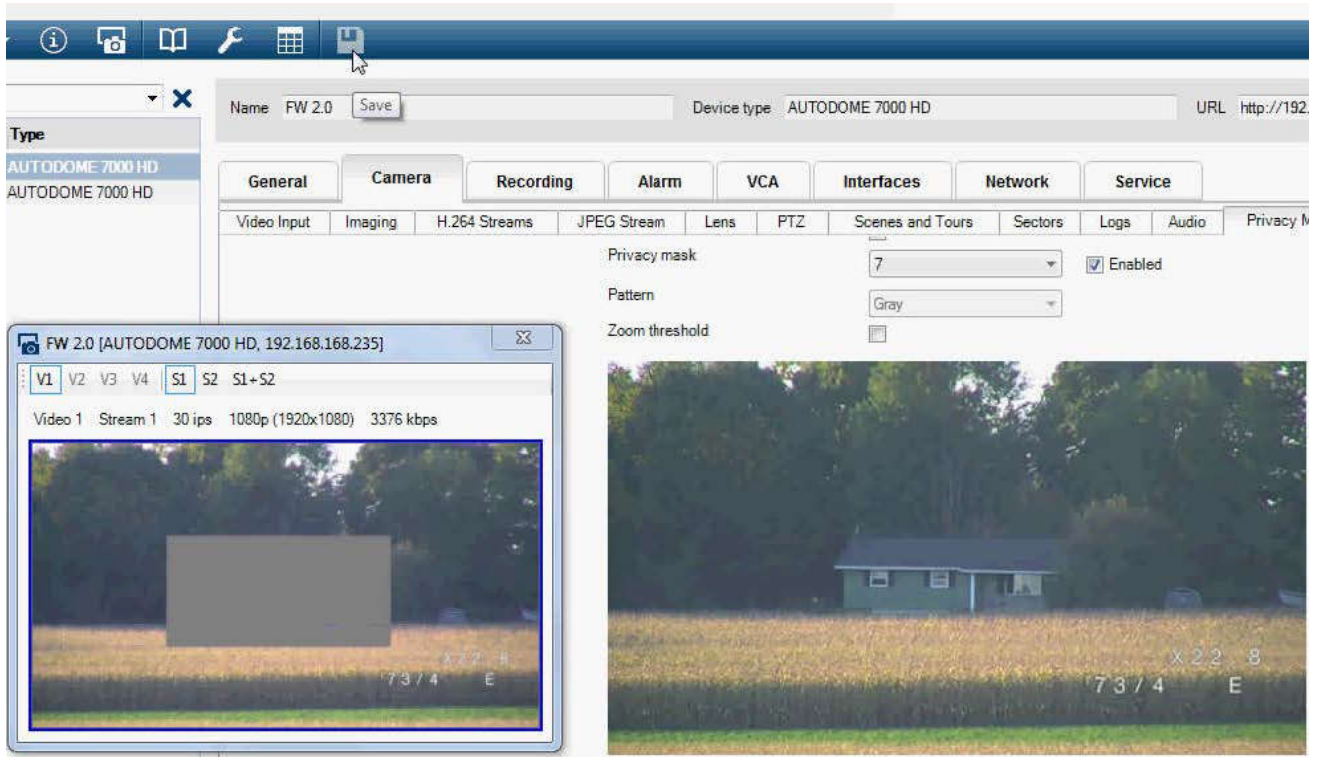 Name FW 2.0 Save Device type AUTODOME 7000 HD URL http://192.
Type
AUTODOME 7000 HD
AUTODOME 7000 HD
General Camera Recording Alarm VCA Interfaces Network Service
Video Input Imaging H.264 Streams JPEG Stream Lens PTZ Scenes and Tours Sectors Logs Audio Privacy M
Privacy mask 7 Enabled
Pattern Gray
Zoom threshold
FW 2.0 [AUTODOME 7000 HD, 192.168.168.235]
V1 V2 V3 V4 S1 S2 S1+S2
Video 1 Stream 1 30 ips 1080p (1920x1080) 3376 kbps
X22 8
73/4 E
X22 8
73/4 E